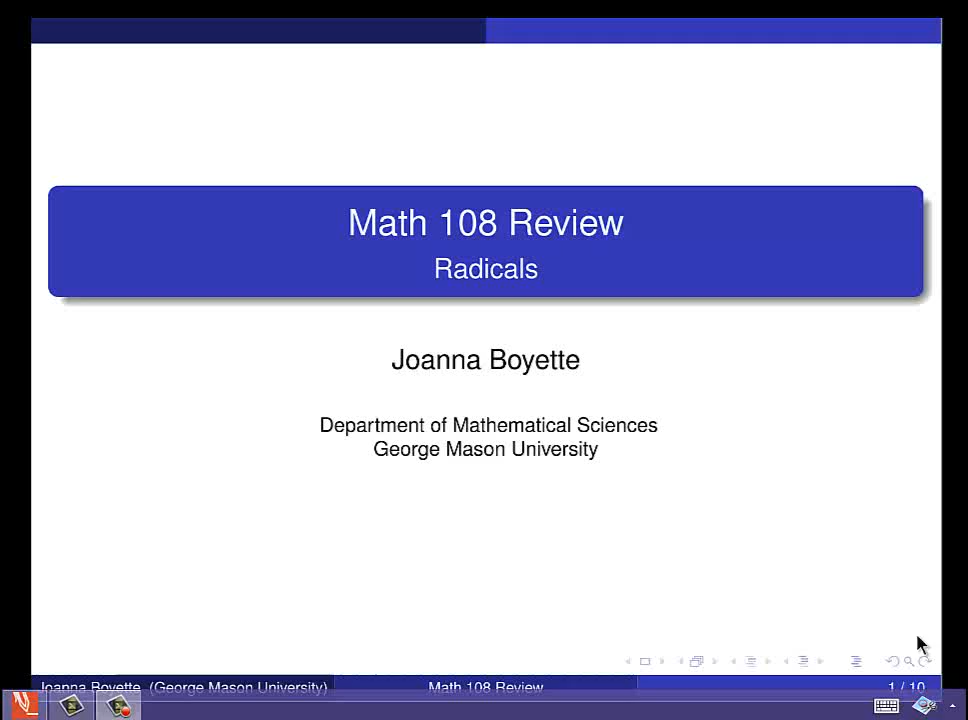 Math 108 Review
Radicals
Joanna Boyette
Department of Mathematical Sciences
George Mason University
Joanna Boyette (George Mason University)
Math 108 Review
1 / 10